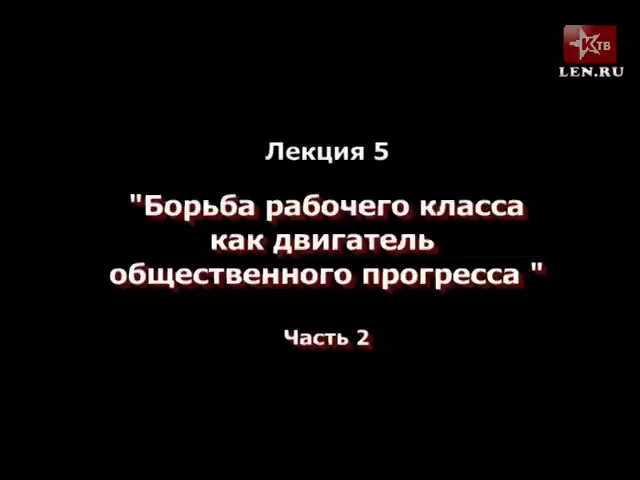 КТВ
LEN.RU
Лекция 5
"Борьба рабочего класса
как двигатель
общественного прогресса "
Часть 2